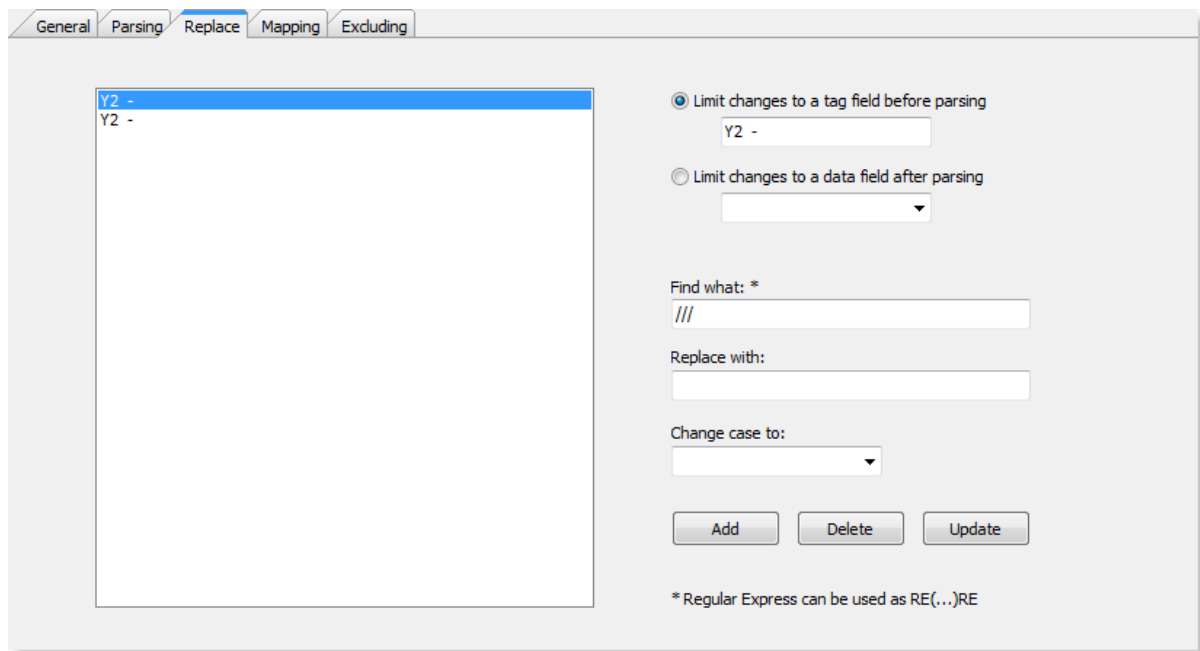 General Parsing Replace Mapping Excluding
Y2 -
Y2 -
Limit changes to a tag field before parsing
Y2 -
Limit changes to a data field after parsing
Find what: *
///
Replace with:
Change case to:
Add Delete Update
* Regular Express can be used as RE(...)RE